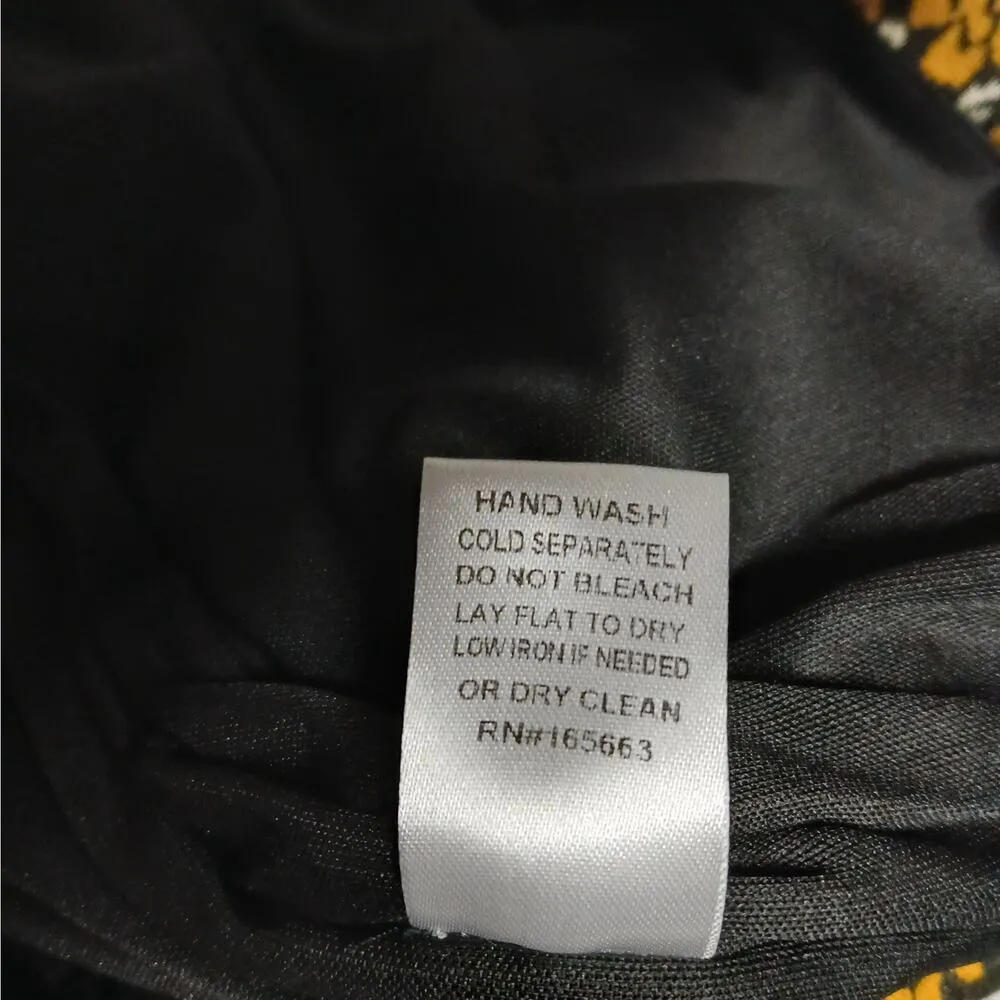 HAND WASH
COLD SEPARATELY
DO NOT BLEACH
LAY FLAT TO DRY
LOW IRON IF NEEDED
OR DRY CLEAN
RN#165663